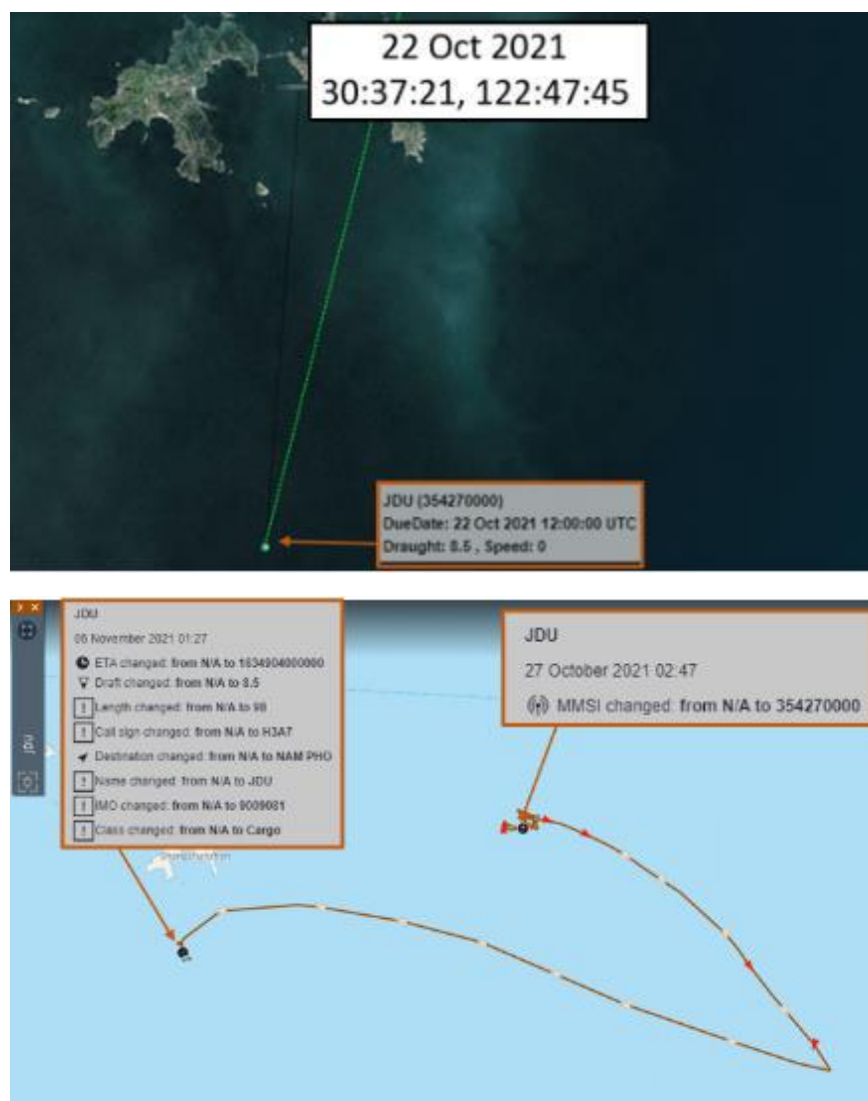 22 Oct 2021
30:37:21, 122:47:45
JDU (354270000)
DueDate: 22 Oct 2021 12:00:00 UTC
Draught: 8.5 , Speed: 0
JDU
06 November 2021 01:27
ETA changed: from N/A to 1634904000000
Draft changed: from N/A to 8.5
Length changed: from N/A to 98
Call sign changed: from N/A to H3A7
Destination changed: from N/A to NAM PHO
Name changed: from N/A to JDU
IMO changed: from N/A to 9009081
Class changed: from N/A to Cargo
JDU
27 October 2021 02:47
MMSI changed: from N/A to 354270000